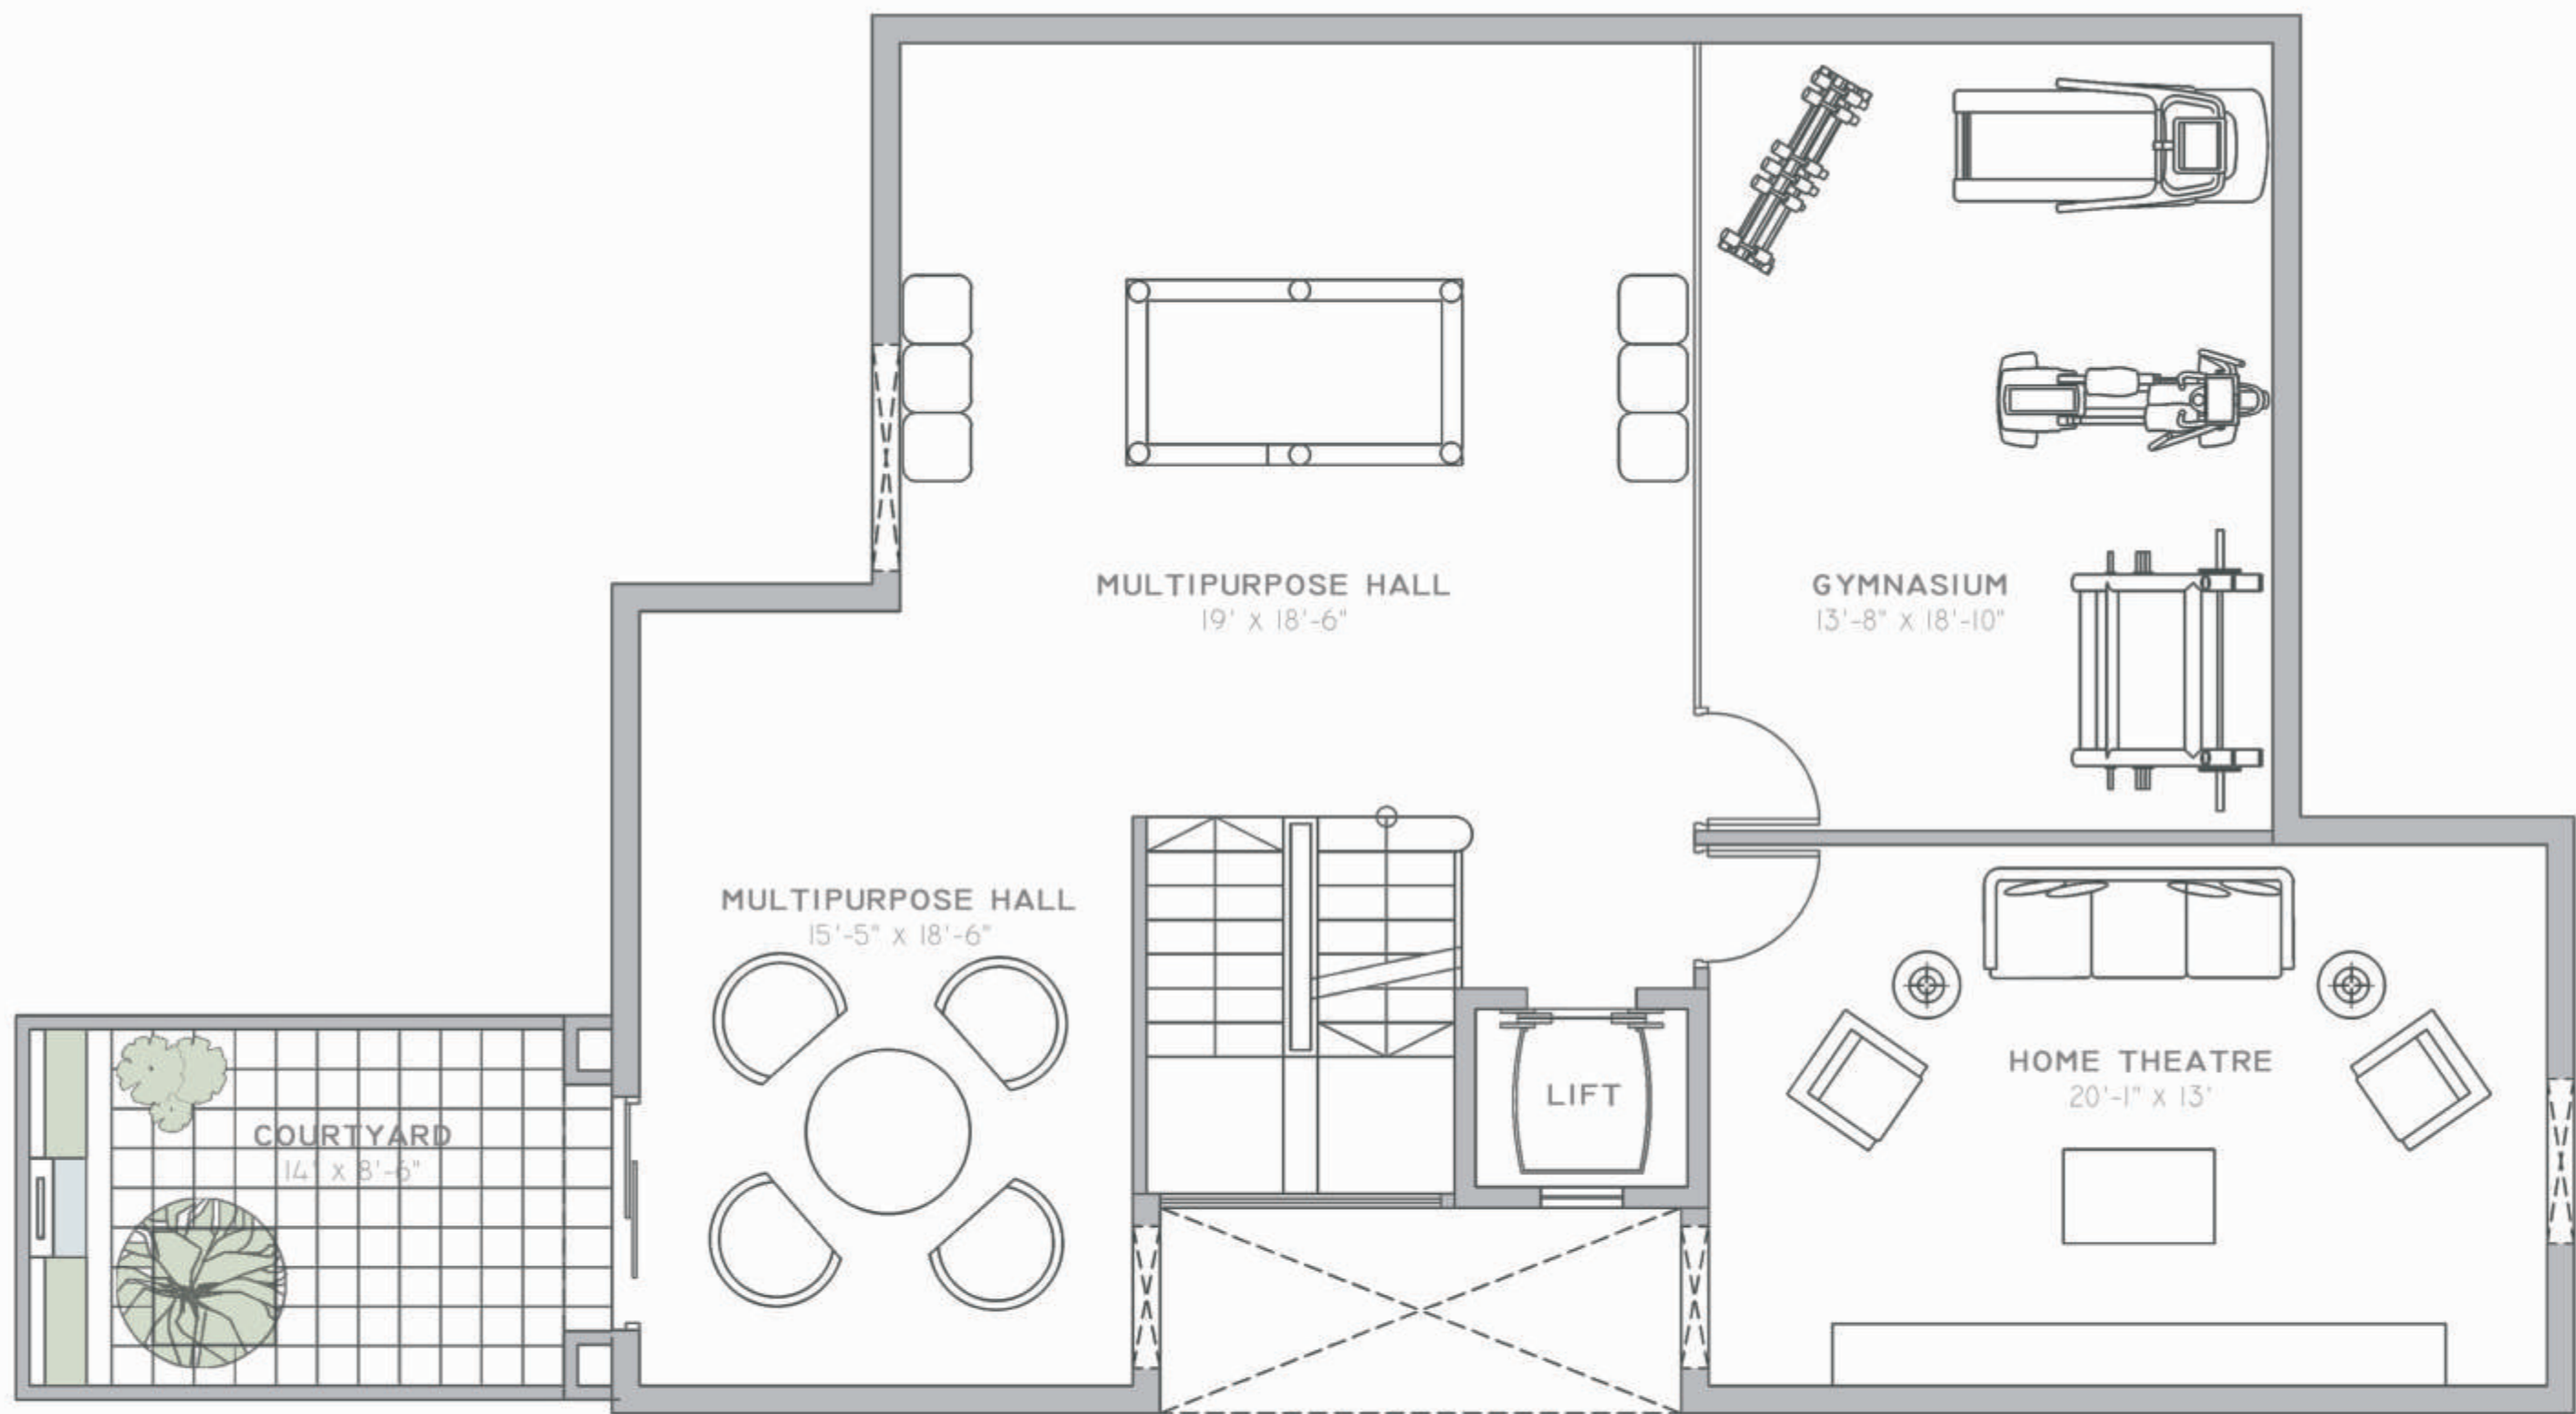 MULTIPURPOSE HALL
19' X 18'-6"
GYMNASIUM
13'-8" X 18'-10"
MULTIPURPOSE HALL
15'-5" X 18'-6"
HOME THEATRE
20'-1" X 13'
LIFT
COURTYARD
14' X 8'-6"